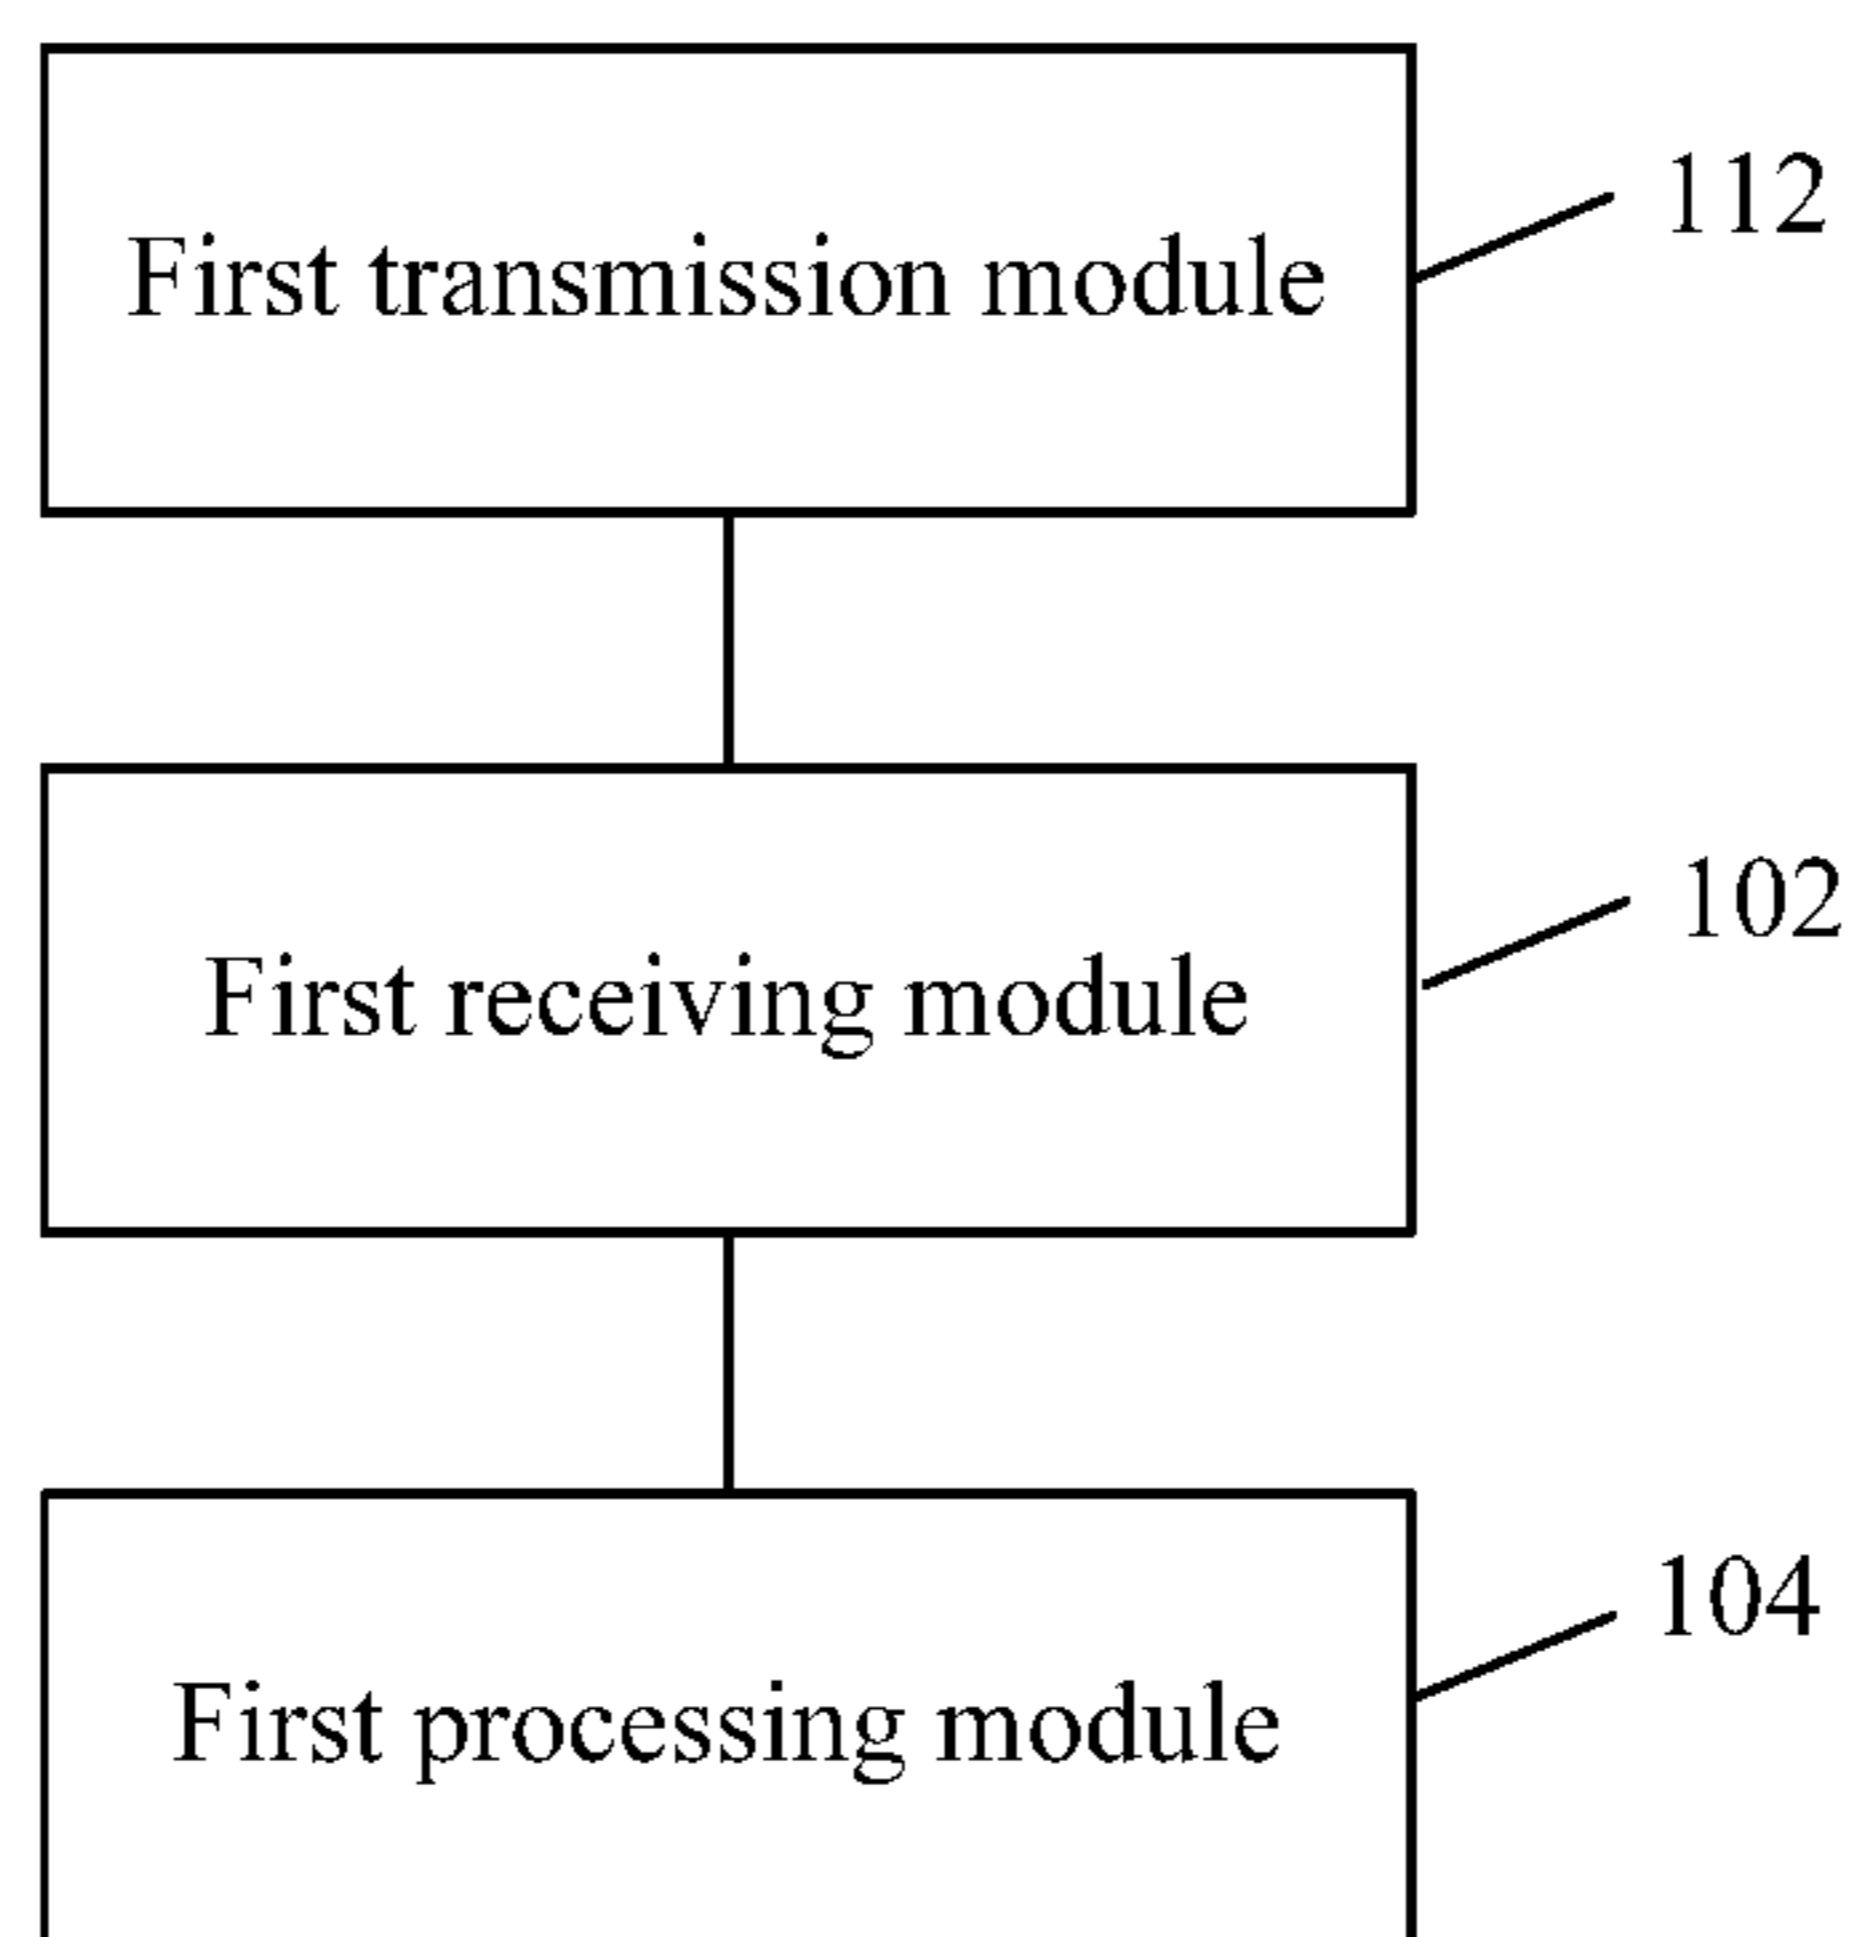 112
First transmission module
102
First receiving module
104
First processing module